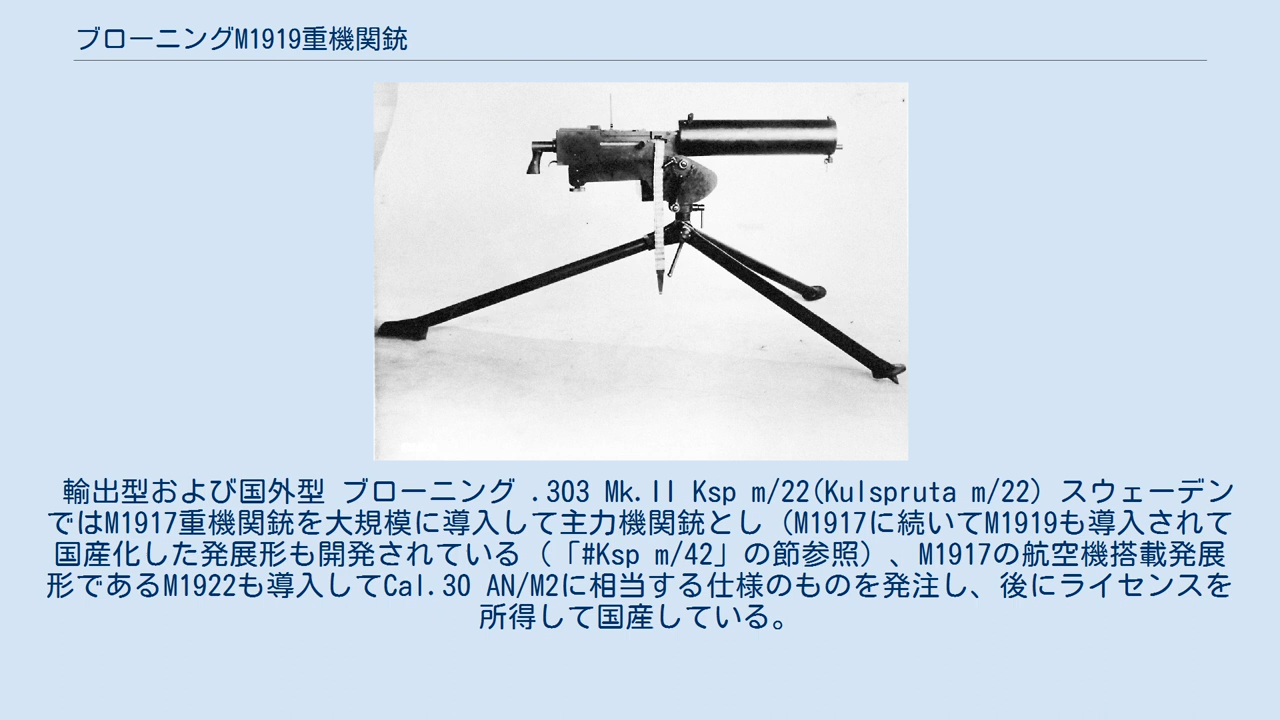 ブローニングM1919重機関銃
輸出型および国外型 ブローニング .303 Mk.II Ksp m/22(Kulspruta m/22) スウェーデン
ではM1917重機関銃を大規模に導入して主力機関銃とし（M1917に続いてM1919も導入されて
国産化した発展形も開発されている（「#Ksp m/42」の節参照）、M1917の航空機搭載発展
形であるM1922も導入してCal.30 AN/M2に相当する仕様のものを発注し、後にライセンスを
所得して国産している。